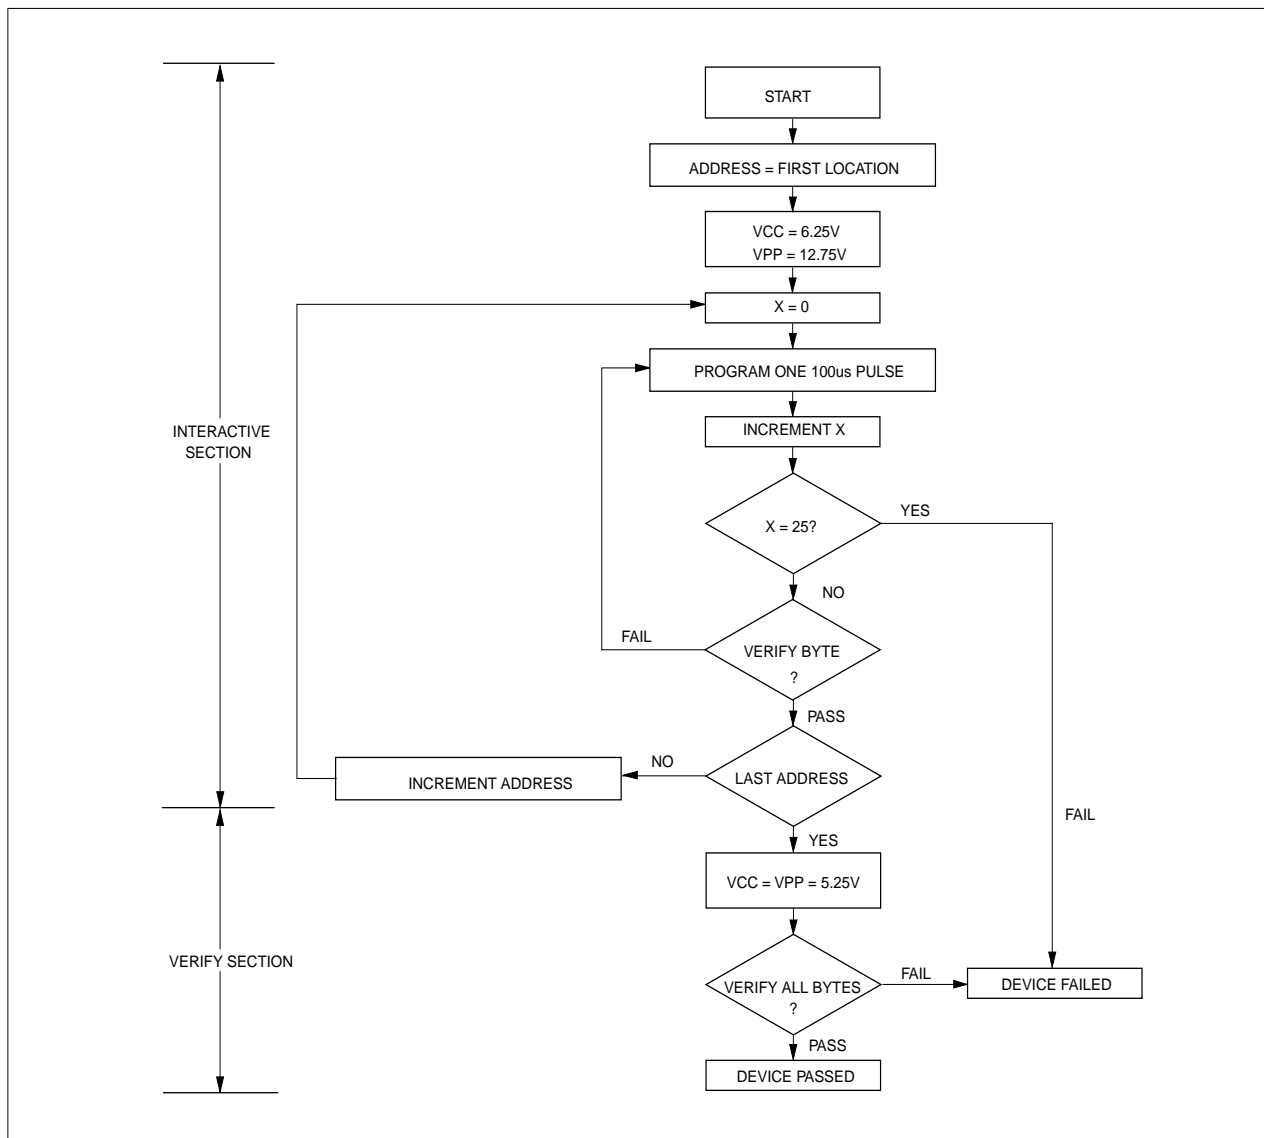 START
ADDRESS = FIRST LOCATION
VCC = 6.25V
VPP = 12.75V
X = 0
PROGRAM ONE 100us PULSE
INCREMENT X
INTERACTIVE
SECTION
X = 25?
YES
NO
FAIL
VERIFY BYTE
?
PASS
NO
LAST ADDRESS
INCREMENT ADDRESS
FAIL
YES
VCC = VPP = 5.25V
VERIFY SECTION
VERIFY ALL BYTES
?
FAIL
DEVICE FAILED
PASS
DEVICE PASSED